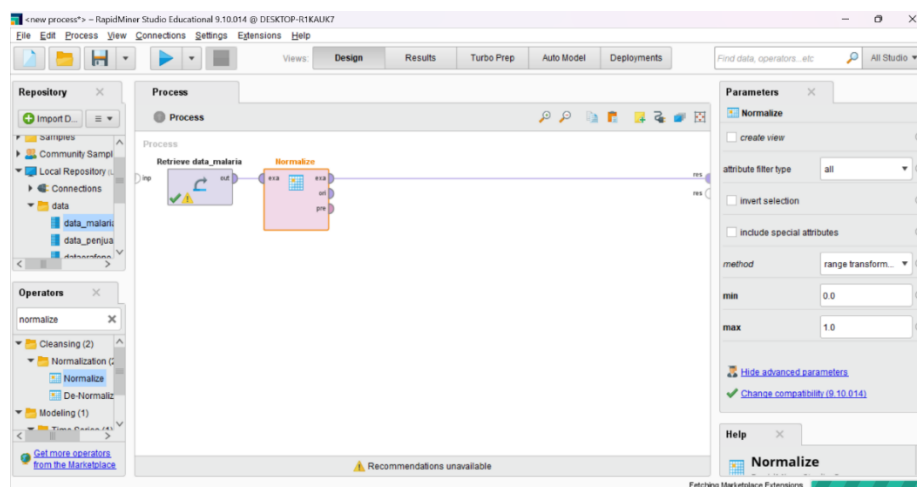 <new process*> – RapidMiner Studio Educational 9.10.014 @ DESKTOP-R1KAUK7
File Edit Process View Connections Settings Extensions Help
Views: Design Results Turbo Prep Auto Model Deployments
Find data, operators...etc
All Studio
Repository
Import D...
Samples
Community Sampl
Local Repository
Connections
data
data_malaria
data_penjua
Process
Process
Process
Retrieve data_malaria
Normalize
inp
out
exa
exa
ori
pre
res
res
Recommendations unavailable
Operators
normalize
Cleansing (2)
Normalization (2
Normalize
De-Normaliz
Modeling (1)
Get more operators
from the Marketplace
Parameters
Normalize
create view
attribute filter type all
invert selection
include special attributes
method range transform...
min 0.0
max 1.0
Hide advanced parameters
Change compatibility (9.10.014)
Help
Normalize
Fetching Marketplace Extensions